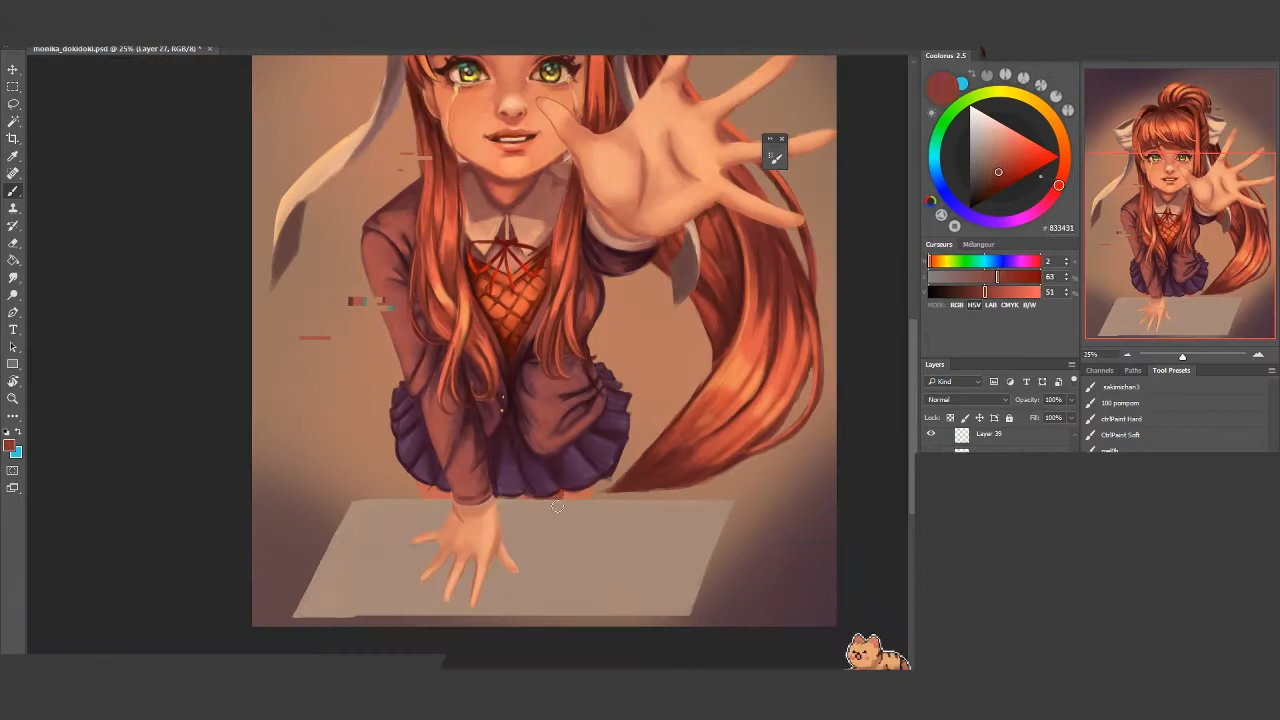 monika_dokidoki.psd @ 25% (Layer 27, RGB/8) * ×
Coolorus 2.5
# 833431
Curseurs Mélangeur
H 2
S 63 %
V 51 %
MODE: RGB HSV LAB CMYK B/W
25%
Layers
Channels Paths Tool Presets
Kind
Normal Opacity: 100%
Lock: Fill: 100%
Layer 39
sakimichan3
100 pompom
ctrlPaint Hard
CtrlPaint Soft